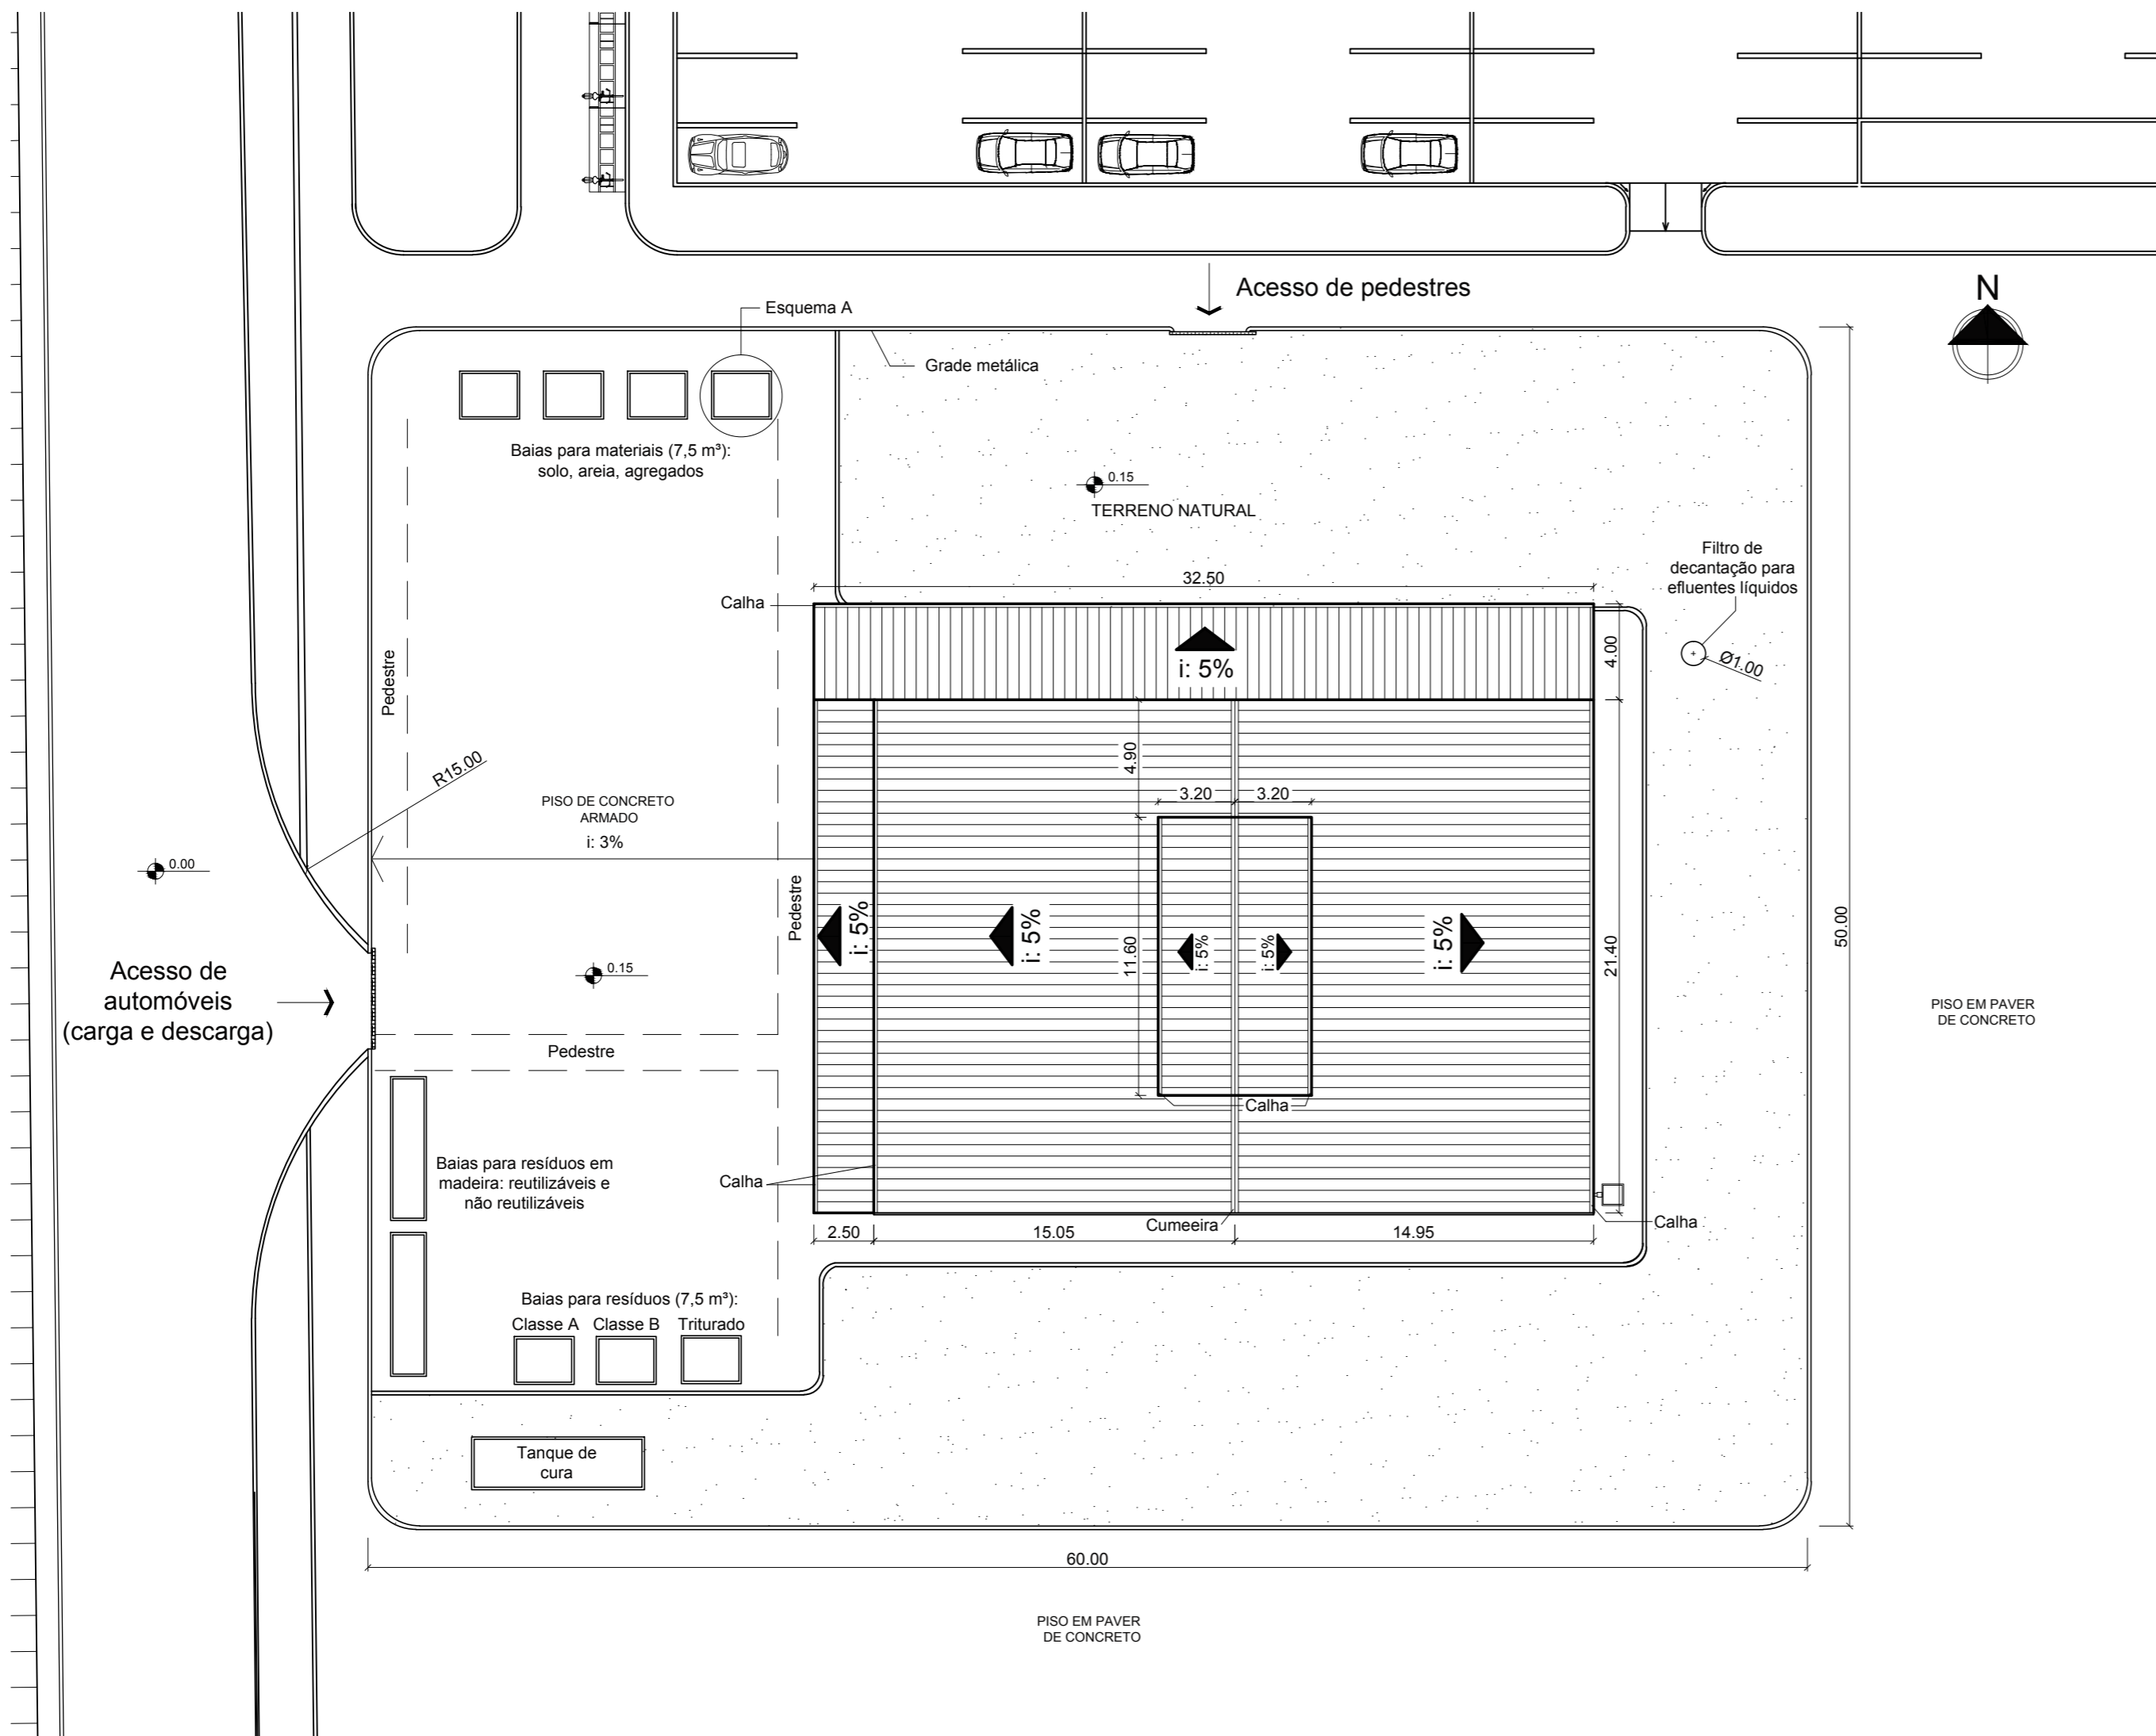 Acesso de pedestres
N
Esquema A
Grade metálica
Baias para materiais (7,5 m³):
solo, areia, agregados
0.15
TERRENO NATURAL
Filtro de
decantação para
efluentes líquidos
Ø1.00
32.50
Calha
i: 5%
4.00
Pedestre
R15.00
4.90
3.20
3.20
PISO DE CONCRETO
ARMADO
i: 3%
0.00
Pedestre
i: 5%
i: 5%
11.60
i: 5%
i: 5%
i: 5%
21.40
50.00
Acesso de
automóveis
(carga e descarga)
0.15
PISO EM PAVER
DE CONCRETO
Pedestre
Calha
Baias para resíduos em
madeira: reutilizáveis e
não reutilizáveis
Calha
2.50
15.05
Cumeeira
14.95
Calha
Baias para resíduos (7,5 m³):
Classe A
Classe B
Triturado
Tanque de
cura
60.00
PISO EM PAVER
DE CONCRETO